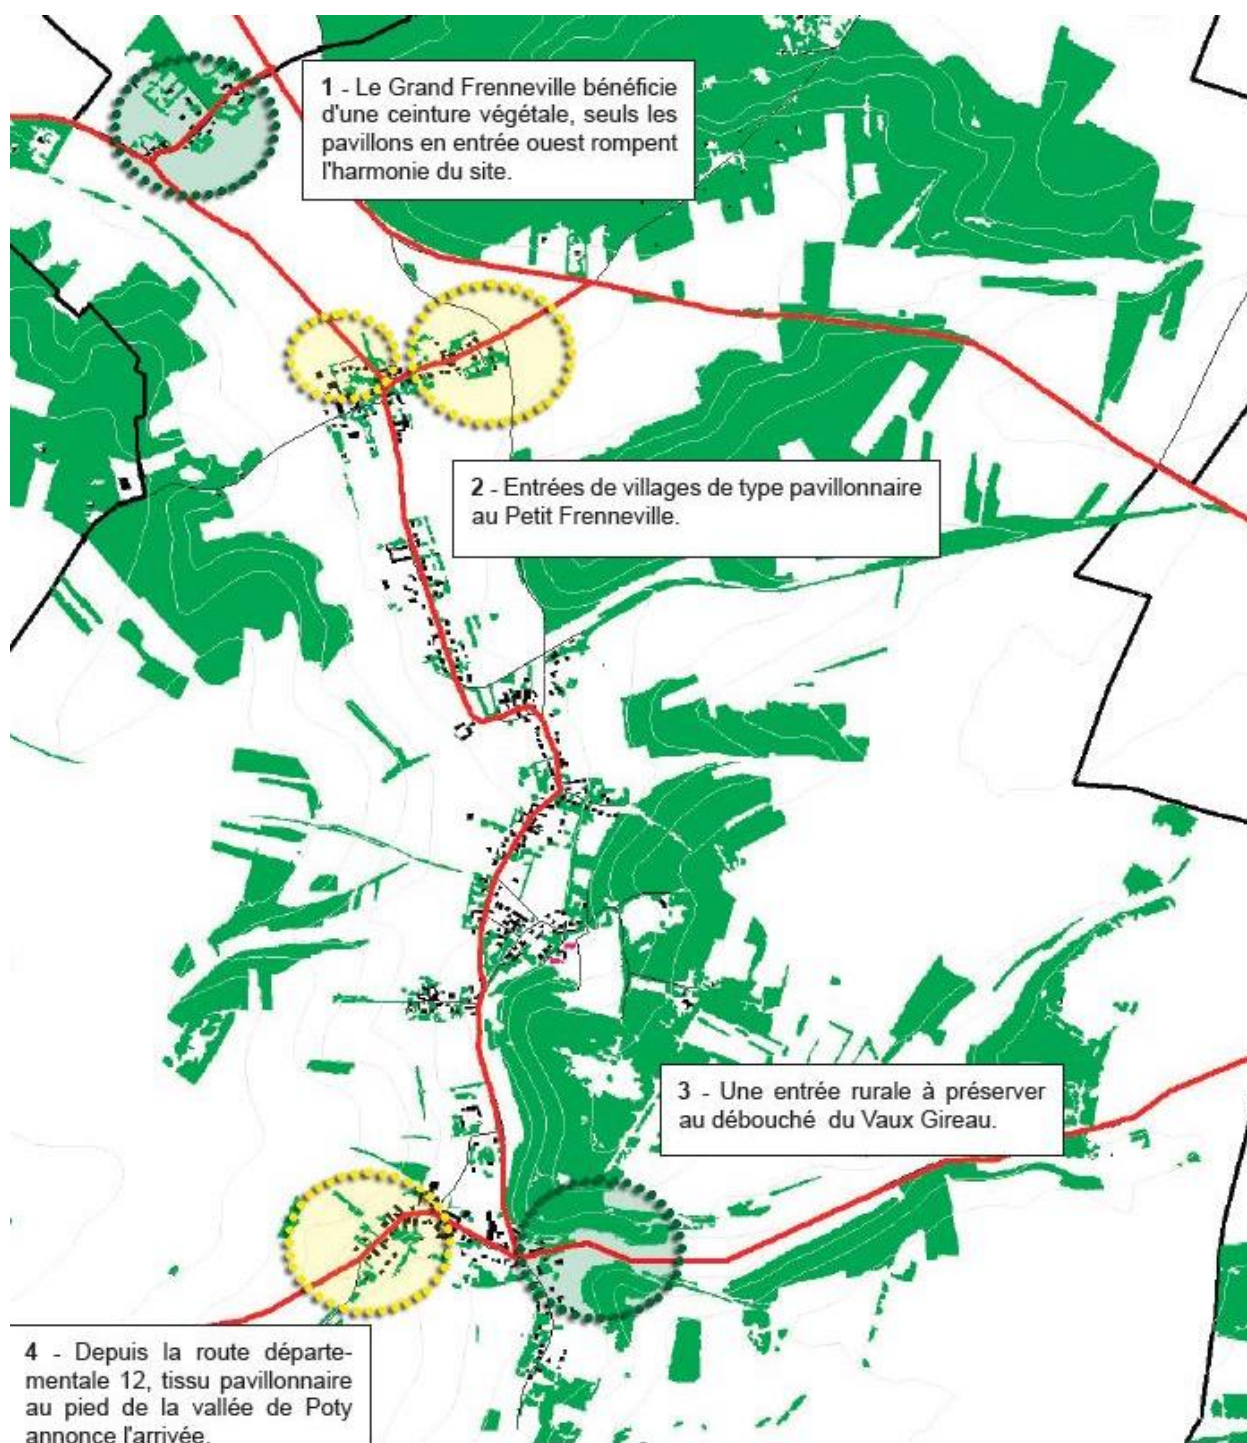 1 - Le Grand Frenneville bénéficie
d'une ceinture végétale, seuls les
pavillons en entrée ouest rompent
l'harmonie du site.
2 - Entrées de villages de type pavillonnaire
au Petit Frenneville.
3 - Une entrée rurale à préserver
au débouché du Vaux Gireau.
4 - Depuis la route départe-
mentale 12, tissu pavillonnaire
au pied de la vallée de Poty
annonce l'arrivée.